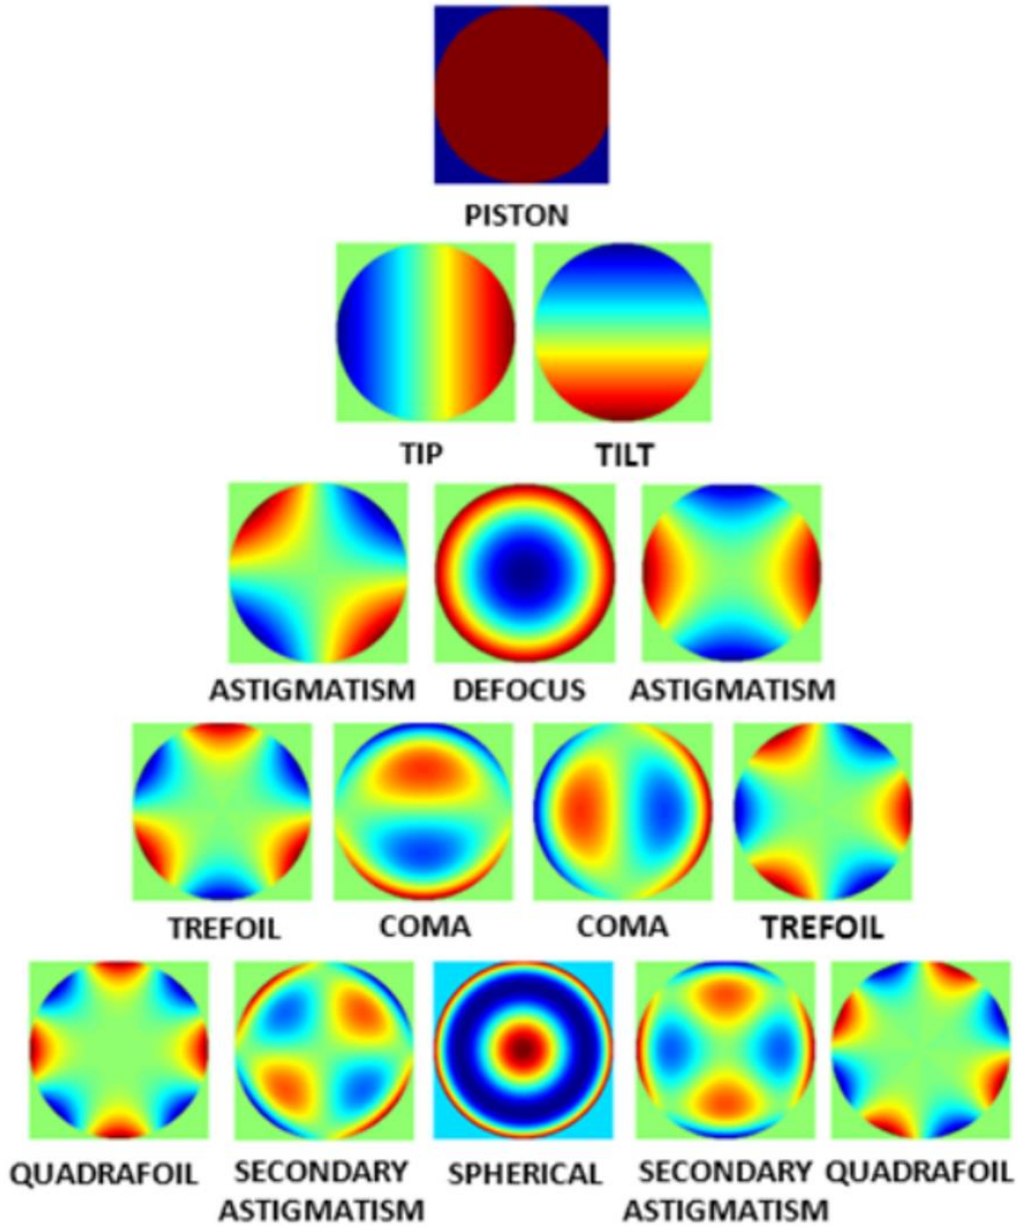 PISTON
TIP TILT
ASTIGMATISM DEFOCUS ASTIGMATISM
TREFOIL COMA COMA TREFOIL
QUADRAFOIL SECONDARY SPHERICAL SECONDARY QUADRAFOIL
ASTIGMATISM ASTIGMATISM